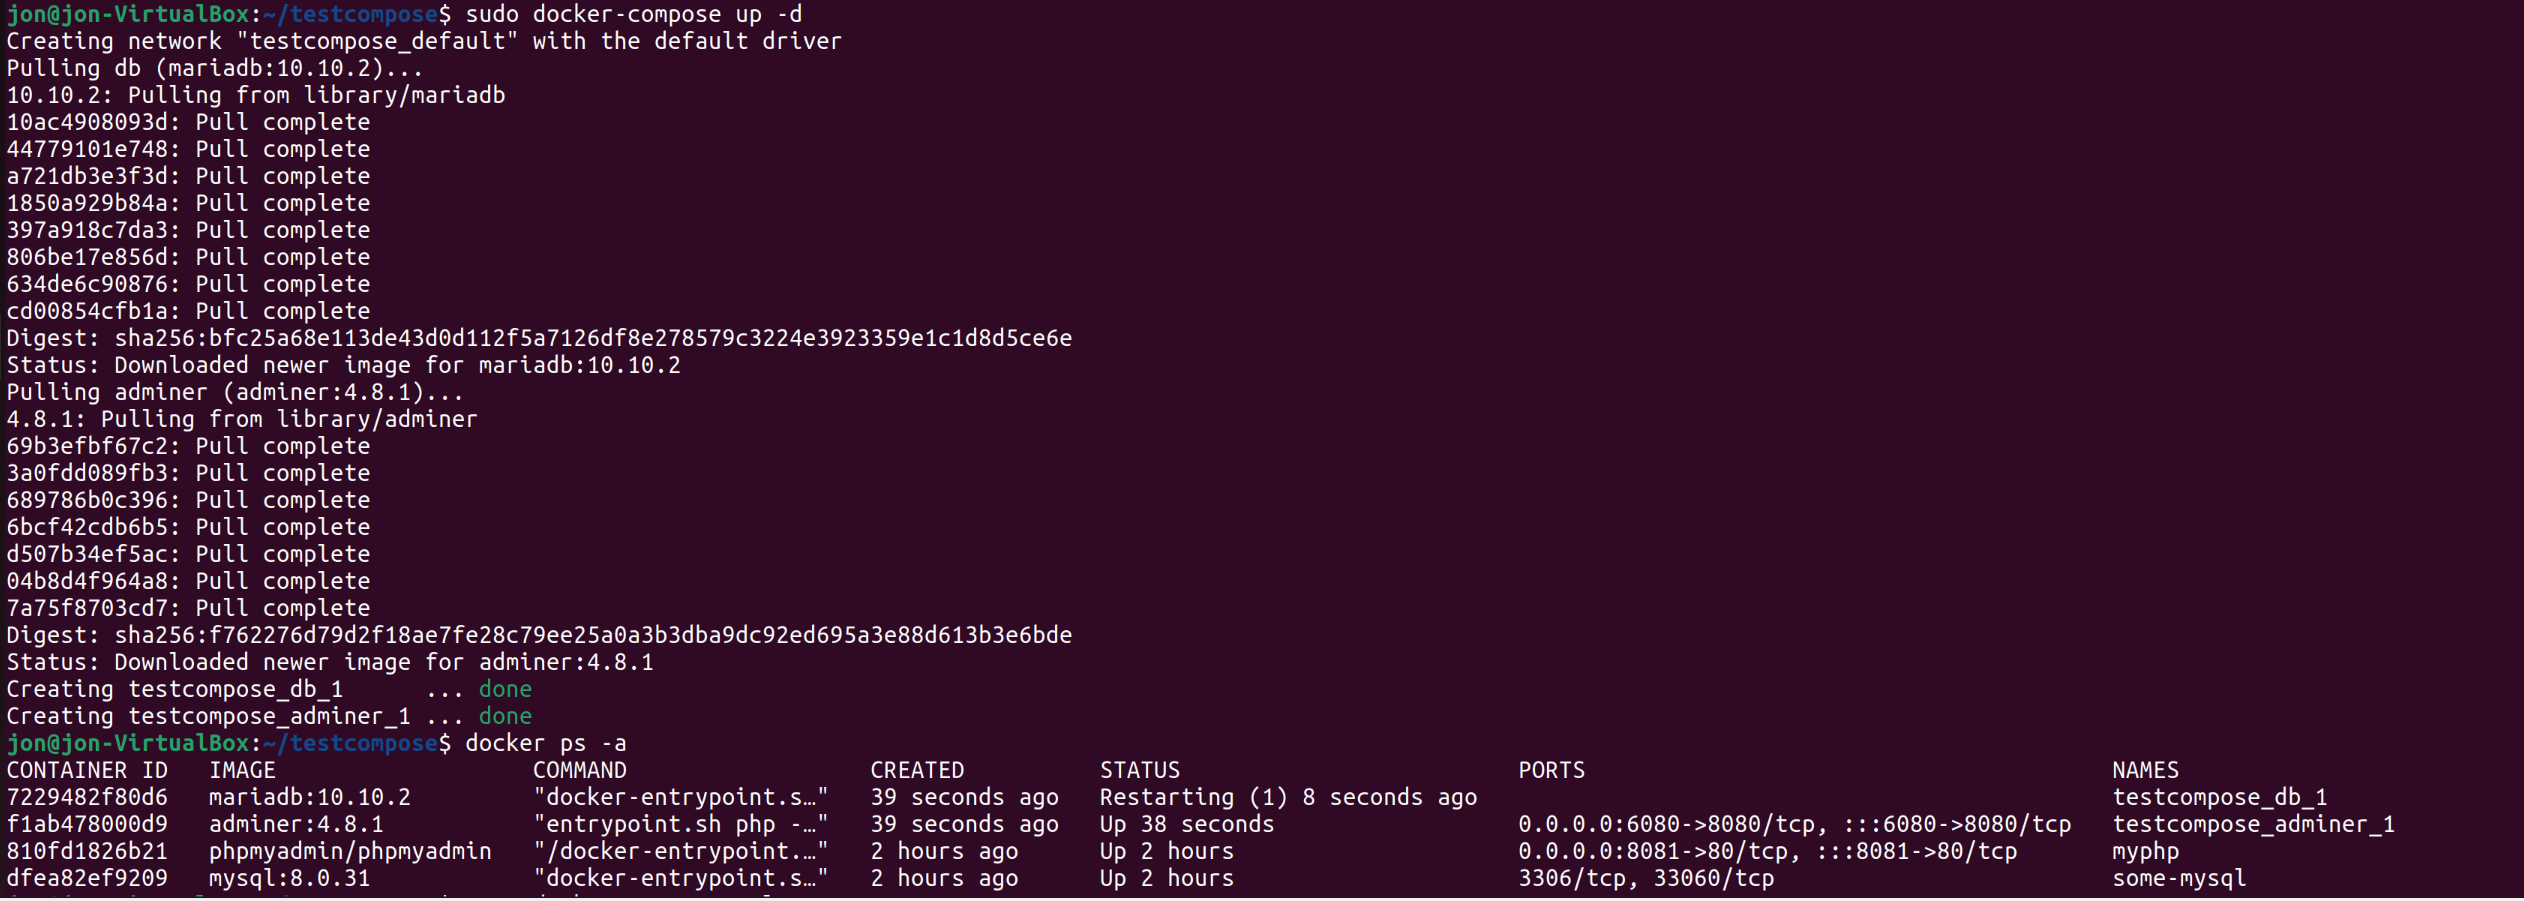 jon@jon-VirtualBox:~/testcompose$ sudo docker-compose up -d
Creating network "testcompose_default" with the default driver
Pulling db (mariadb:10.10.2)...
10.10.2: Pulling from library/mariadb
10ac4908093d: Pull complete
44779101e748: Pull complete
a721db3e3f3d: Pull complete
1850a929b84a: Pull complete
397a918c7da3: Pull complete
806be17e856d: Pull complete
634de6c90876: Pull complete
cd00854cfb1a: Pull complete
Digest: sha256:bfc25a68e113de43d0d112f5a7126df8e278579c3224e3923359e1c1d8d5ce6e
Status: Downloaded newer image for mariadb:10.10.2
Pulling adminer (adminer:4.8.1)...
4.8.1: Pulling from library/adminer
69b3efbf67c2: Pull complete
3a0fdd089fb3: Pull complete
689786b0c396: Pull complete
6bcf42cdb6b5: Pull complete
d507b34ef5ac: Pull complete
04b8d4f964a8: Pull complete
7a75f8703cd7: Pull complete
Digest: sha256:f762276d79d2f18ae7fe28c79ee25a0a3b3dba9dc92ed695a3e88d613b3e6bde
Status: Downloaded newer image for adminer:4.8.1
Creating testcompose_db_1      ... done
Creating testcompose_adminer_1 ... done
jon@jon-VirtualBox:~/testcompose$ docker ps -a
CONTAINER ID   IMAGE                   COMMAND                  CREATED          STATUS                         PORTS                                       NAMES
7229482f80d6   mariadb:10.10.2         "docker-entrypoint.s…"   39 seconds ago   Restarting (1) 8 seconds ago                                               testcompose_db_1
f1ab478000d9   adminer:4.8.1           "entrypoint.sh php -…"   39 seconds ago   Up 38 seconds                  0.0.0.0:6080->8080/tcp, :::6080->8080/tcp   testcompose_adminer_1
810fd1826b21   phpmyadmin/phpmyadmin   "/docker-entrypoint.…"   2 hours ago      Up 2 hours                     0.0.0.0:8081->80/tcp, :::8081->80/tcp       myphp
dfea82ef9209   mysql:8.0.31            "docker-entrypoint.s…"   2 hours ago      Up 2 hours                     3306/tcp, 33060/tcp                         some-mysql